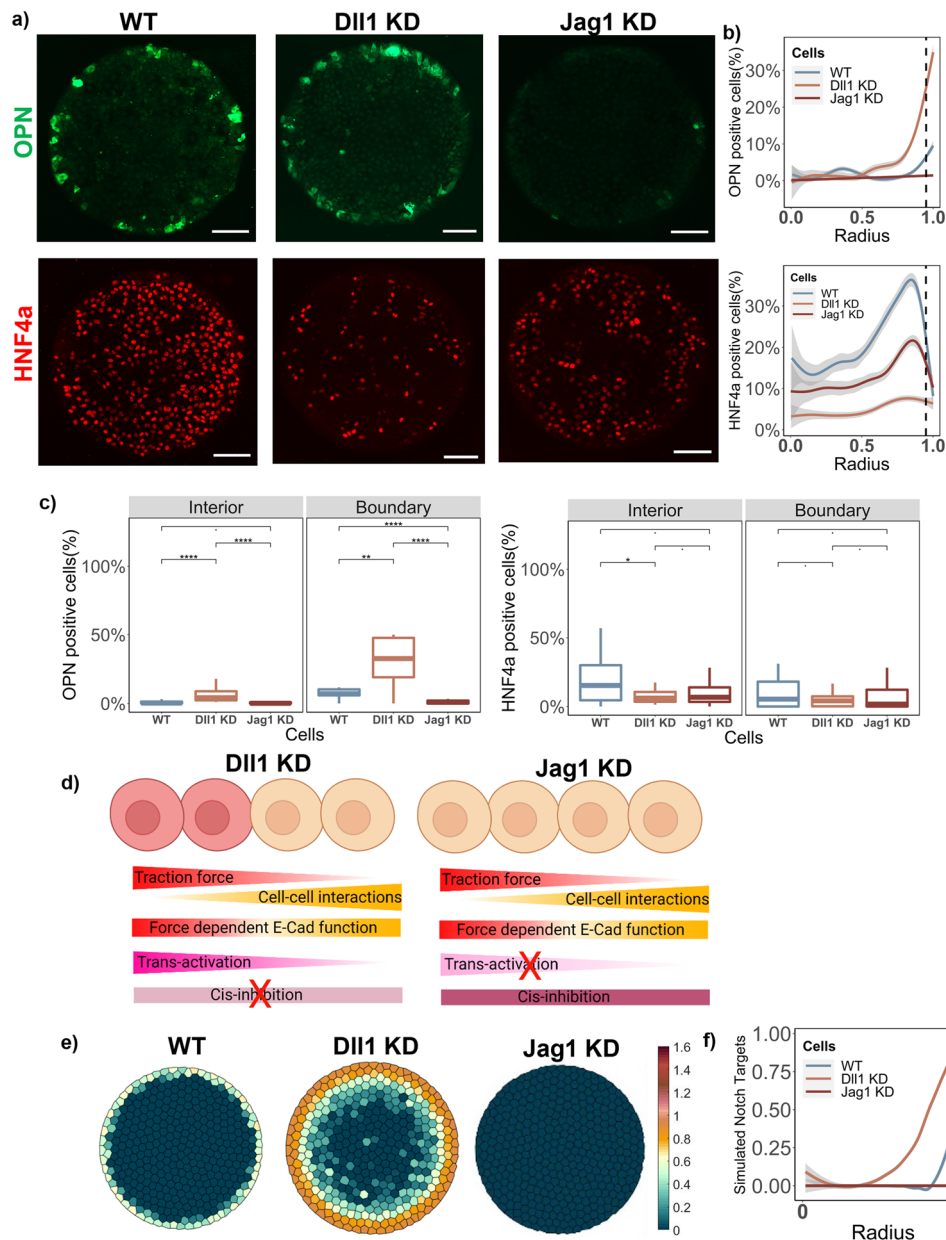 a)
WT
Dll1 KD
Jag1 KD
OPN
HNF4a
b)
OPN positive cells(%)
30%
20%
10%
0%
Cells
WT
Dll1 KD
Jag1 KD
0.0
0.5
1.0
Radius
HNF4a positive cells(%)
30%
20%
10%
0%
Cells
WT
Dll1 KD
Jag1 KD
0.0
0.5
1.0
Radius
c)
Interior
Boundary
OPN positive cells(%)
100%
50%
0%
.
****
****
****
**
****
WT
Dll1 KD
Jag1 KD
WT
Dll1 KD
Jag1 KD
Cells
Interior
Boundary
HNF4a positive cells(%)
100%
50%
0%
.
*
.
.
.
.
WT
Dll1 KD
Jag1 KD
WT
Dll1 KD
Jag1 KD
Cells
d)
Dll1 KD
Traction force
Cell-cell interactions
Force dependent E-Cad function
Trans-activation
Cis-inhibition
X
Jag1 KD
Traction force
Cell-cell interactions
Force dependent E-Cad function
Trans-activation
X
Cis-inhibition
e)
WT
Dll1 KD
Jag1 KD
1.6
1.4
1.2
1
0.8
0.6
0.4
0.2
0
f)
Simulated Notch Targets
1.00
0.75
0.50
0.25
0.00
Cells
WT
Dll1 KD
Jag1 KD
0
Radius